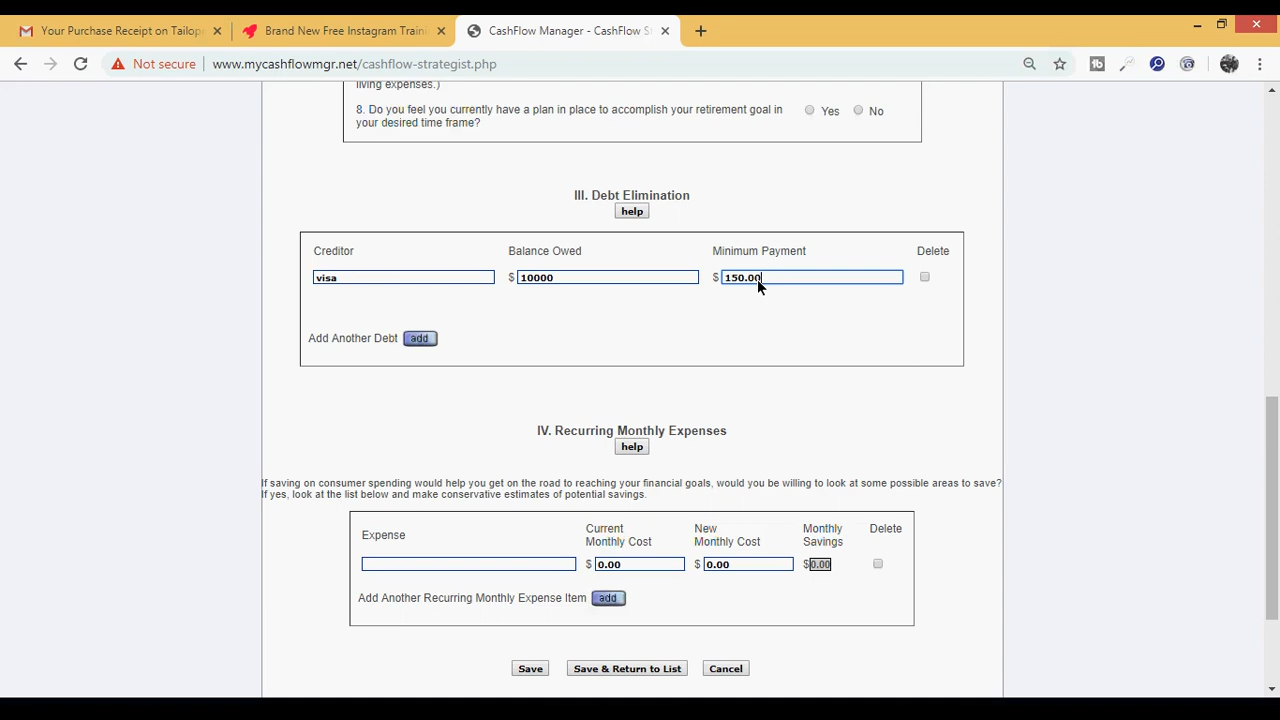 Your Purchase Receipt on Tailope
Brand New Free Instagram Traini
CashFlow Manager - CashFlow S
Not secure
www.mycashflowmgr.net/cashflow-strategist.php
living expenses.)
8. Do you feel you currently have a plan in place to accomplish your retirement goal in
your desired time frame?
Yes
No
III. Debt Elimination
help
Creditor
Balance Owed
Minimum Payment
Delete
visa
$ 10000
$ 150.00
Add Another Debt
add
IV. Recurring Monthly Expenses
help
If saving on consumer spending would help you get on the road to reaching your financial goals, would you be willing to look at some possible areas to save?
If yes, look at the list below and make conservative estimates of potential savings.
Expense
Current
Monthly Cost
New
Monthly Cost
Monthly
Savings
Delete
$ 0.00
$ 0.00
$0.00
Add Another Recurring Monthly Expense Item
add
Save
Save & Return to List
Cancel